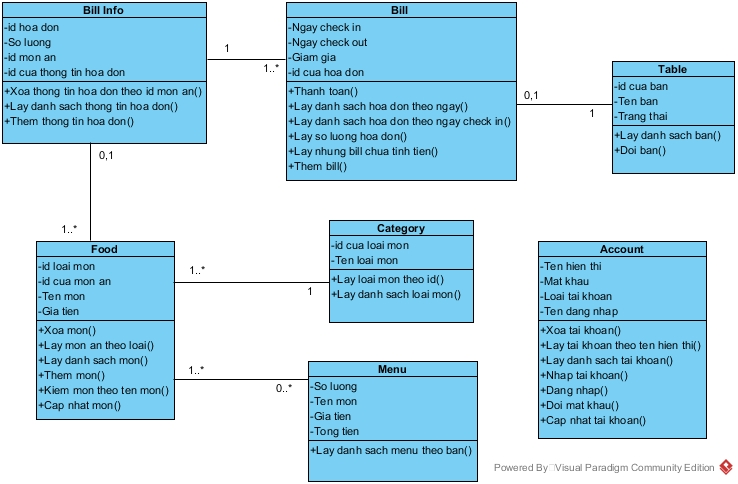 Bill Info
-id hoa don
-So luong
-id mon an
-id cua thong tin hoa don
+Xoa thong tin hoa don theo id mon an()
+Lay danh sach thong tin hoa don()
+Them thong tin hoa don()
1
1..*
Bill
-Ngay check in
-Ngay check out
-Giam gia
-id cua hoa don
+Thanh toan()
+Lay danh sach hoa don theo ngay()
+Lay danh sach hoa don theo ngay check in()
+Lay so luong hoa don()
+Lay nhung bill chua tinh tien()
+Them bill()
0,1
1
Table
-id cua ban
-Ten ban
-Trang thai
+Lay danh sach ban()
+Doi ban()
0,1
1..*
Food
-id loai mon
-id cua mon an
-Ten mon
-Gia tien
+Xoa mon()
+Lay mon an theo loai()
+Lay danh sach mon()
+Them mon()
+Kiem mon theo ten mon()
+Cap nhat mon()
1..*
1
Category
-id cua loai mon
-Ten loai mon
+Lay loai mon theo id()
+Lay danh sach loai mon()
1..*
0..*
Menu
-So luong
-Ten mon
-Gia tien
-Tong tien
+Lay danh sach menu theo ban()
Account
-Ten hien thi
-Mat khau
-Loai tai khoan
-Ten dang nhap
+Xoa tai khoan()
+Lay tai khoan theo ten hien thi()
+Lay danh sach tai khoan()
+Nhap tai khoan()
+Dang nhap()
+Doi mat khau()
+Cap nhat tai khoan()
Powered By Visual Paradigm Community Edition